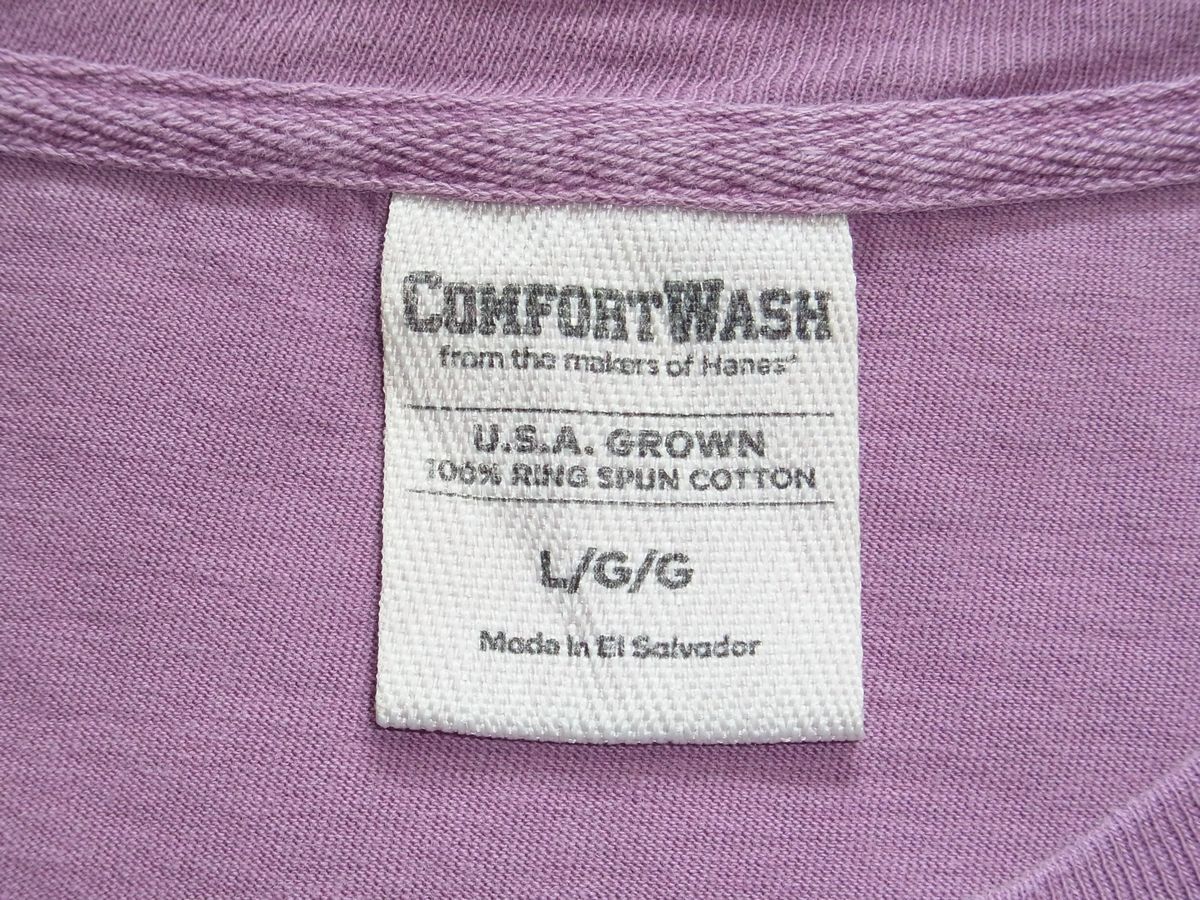 COMFORTWASH
from the makers of Hanes®
U.S.A. GROWN
100% RING SPUN COTTON
L/G/G
Made in El Salvador